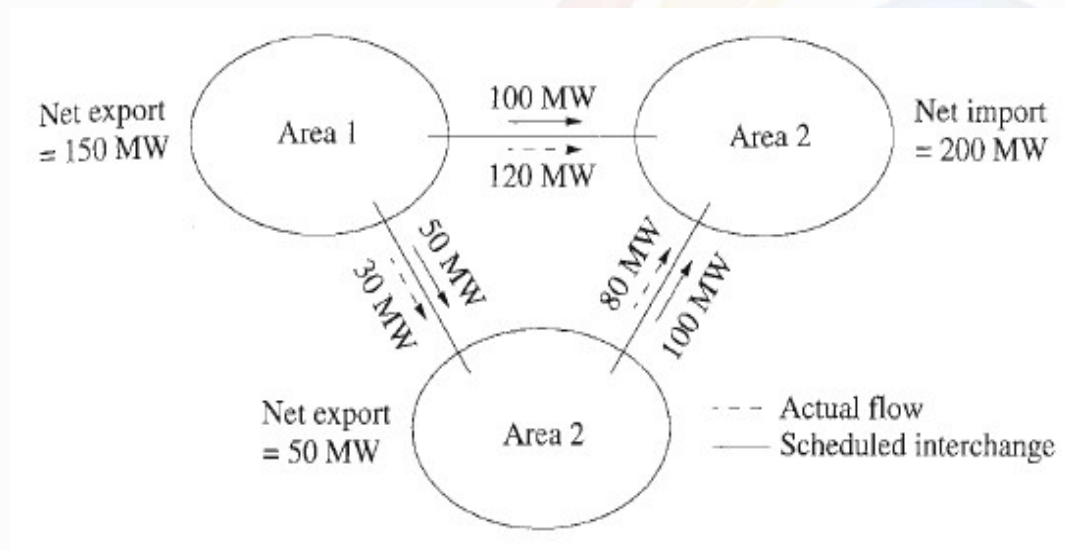 Net export
= 150 MW
Area 1
100 MW
120 MW
Area 2
Net import
= 200 MW
50 MW
30 MW
80 MW
100 MW
Net export
= 50 MW
Area 2
Actual flow
Scheduled interchange